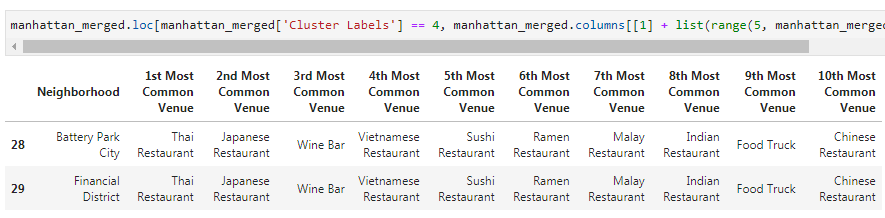 manhattan_merged.loc[manhattan_merged['Cluster Labels'] == 4, manhattan_merged.columns[[1] + list(range(5, manhattan_merged
Neighborhood 1st Most Common Venue 2nd Most Common Venue 3rd Most Common Venue 4th Most Common Venue 5th Most Common Venue 6th Most Common Venue 7th Most Common Venue 8th Most Common Venue 9th Most Common Venue 10th Most Common Venue
28 Battery Park City Thai Restaurant Japanese Restaurant Wine Bar Vietnamese Restaurant Sushi Restaurant Ramen Restaurant Malay Restaurant Indian Restaurant Food Truck Chinese Restaurant
29 Financial District Thai Restaurant Japanese Restaurant Wine Bar Vietnamese Restaurant Sushi Restaurant Ramen Restaurant Malay Restaurant Indian Restaurant Food Truck Chinese Restaurant